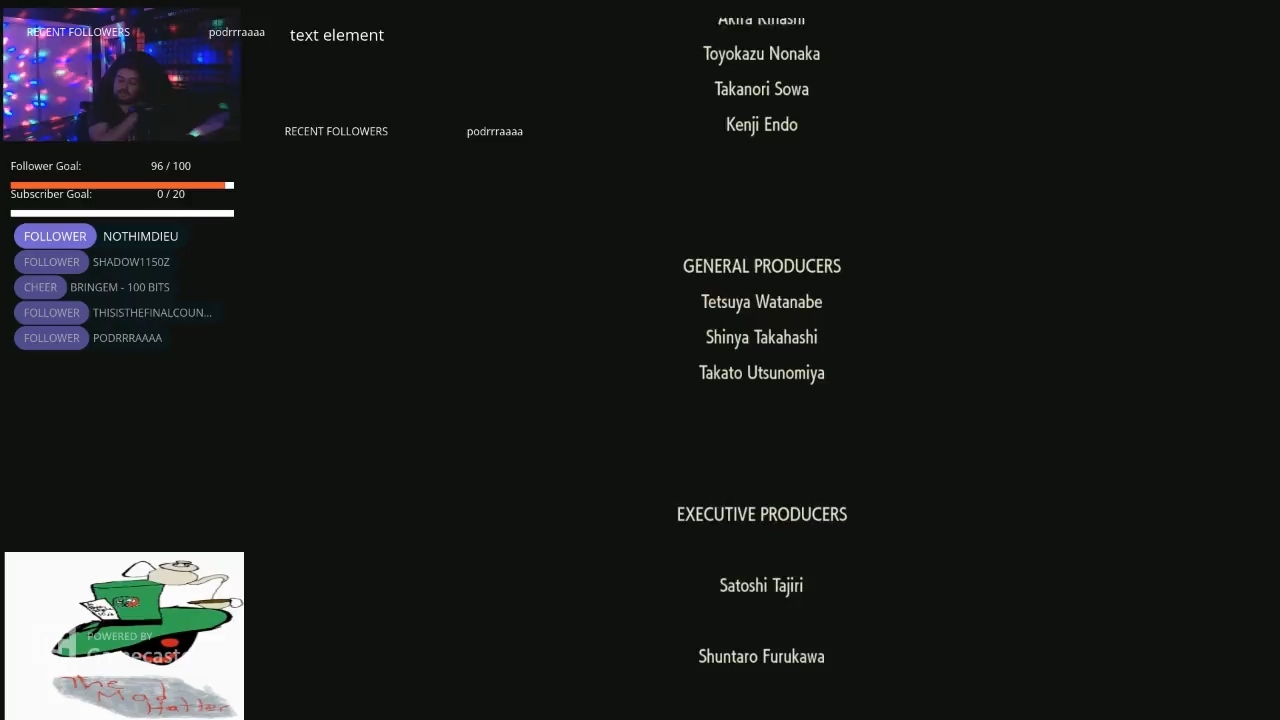 RECENT FOLLOWERS podrrraaaa
text element
RECENT FOLLOWERS podrrraaaa
Follower Goal: 96 / 100
Subscriber Goal: 0 / 20
FOLLOWER NOTHIMDIEU
FOLLOWER SHADOW1150Z
CHEER BRINGEM - 100 BITS
FOLLOWER THISISTHEFINALCOUN...
FOLLOWER PODRRRAAAA
POWERED BY
The Mad Hatter
Toyokazu Nonaka
Takanori Sowa
Kenji Endo
GENERAL PRODUCERS
Tetsuya Watanabe
Shinya Takahashi
Takato Utsunomiya
EXECUTIVE PRODUCERS
Satoshi Tajiri
Shuntaro Furukawa